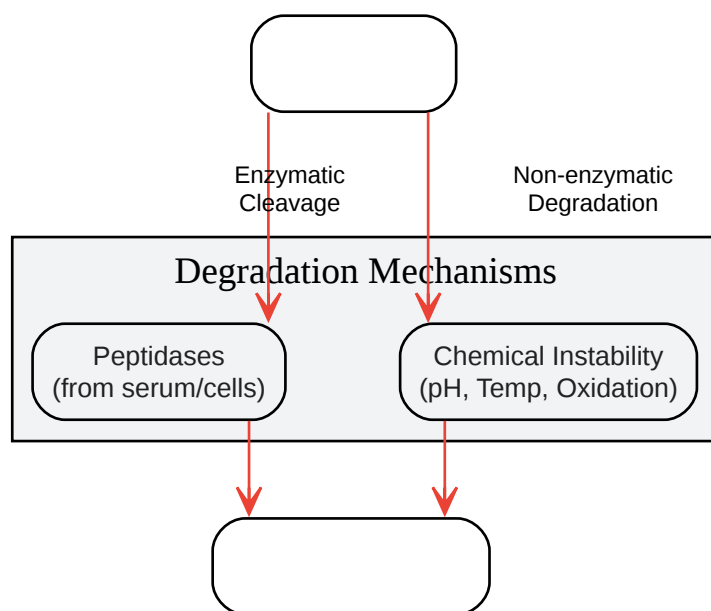 Enzymatic
Cleavage
Non-enzymatic
Degradation
Degradation Mechanisms
Peptidases
(from serum/cells)
Chemical Instability
(pH, Temp, Oxidation)